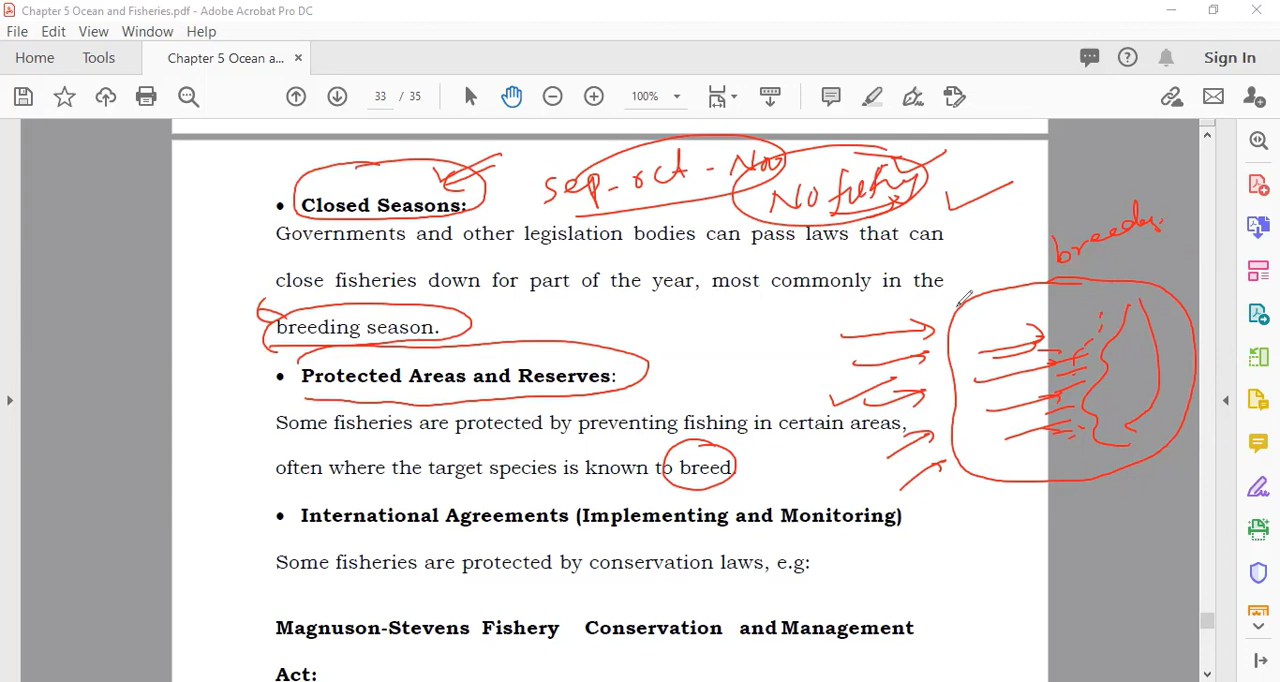 Chapter 5 Ocean and Fisheries.pdf - Adobe Acrobat Pro DC
File Edit View Window Help
Home Tools Chapter 5 Ocean a... × Sign In
33 / 35 100%
sep - oct - Nov
No fishing
• Closed Seasons:
breeds.
Governments and other legislation bodies can pass laws that can
close fisheries down for part of the year, most commonly in the
breeding season.
• Protected Areas and Reserves:
Some fisheries are protected by preventing fishing in certain areas,
often where the target species is known to breed
• International Agreements (Implementing and Monitoring)
Some fisheries are protected by conservation laws, e.g:
Magnuson-Stevens Fishery Conservation and Management
Act: